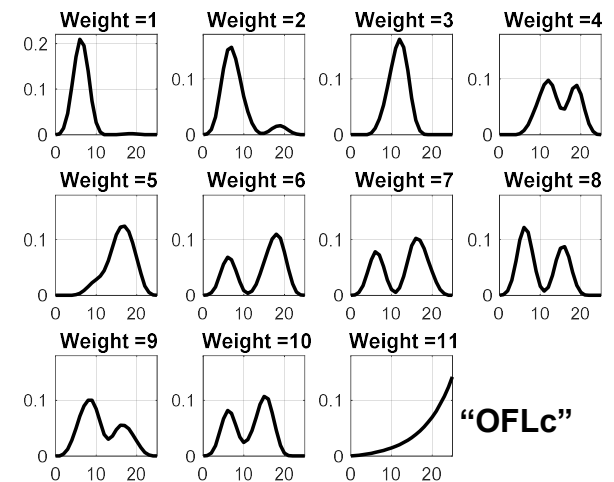 Weight =1 Weight =2 Weight =3 Weight =4
0.2
0.1 0.1 0.1 0.1
0 0 0 0
0 10 20 0 10 20 0 10 20 0 10 20
Weight =5 Weight =6 Weight =7 Weight =8
0.1 0.1 0.1 0.1
0 0 0 0
0 10 20 0 10 20 0 10 20 0 10 20
Weight =9 Weight =10 Weight =11
0.1 0.1 0.1 “OFLc”
0 0 0
0 10 20 0 10 20 0 10 20